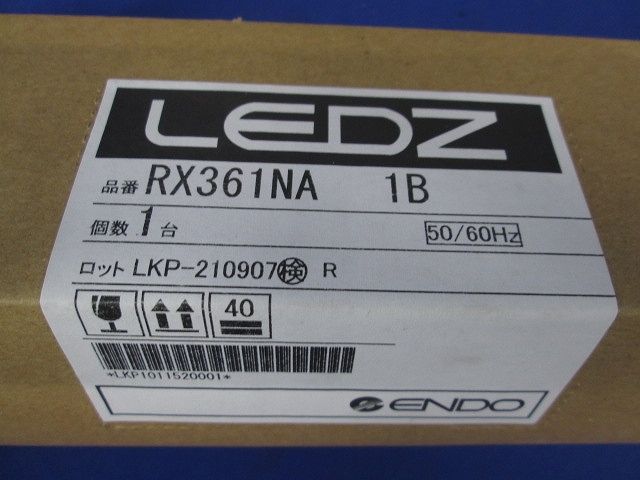 LEDZ
品番 RX361NA 1B
個数 1台
50/60Hz
ロット LKP-210907 検 R
40
*LKP1011520001*
ENDO